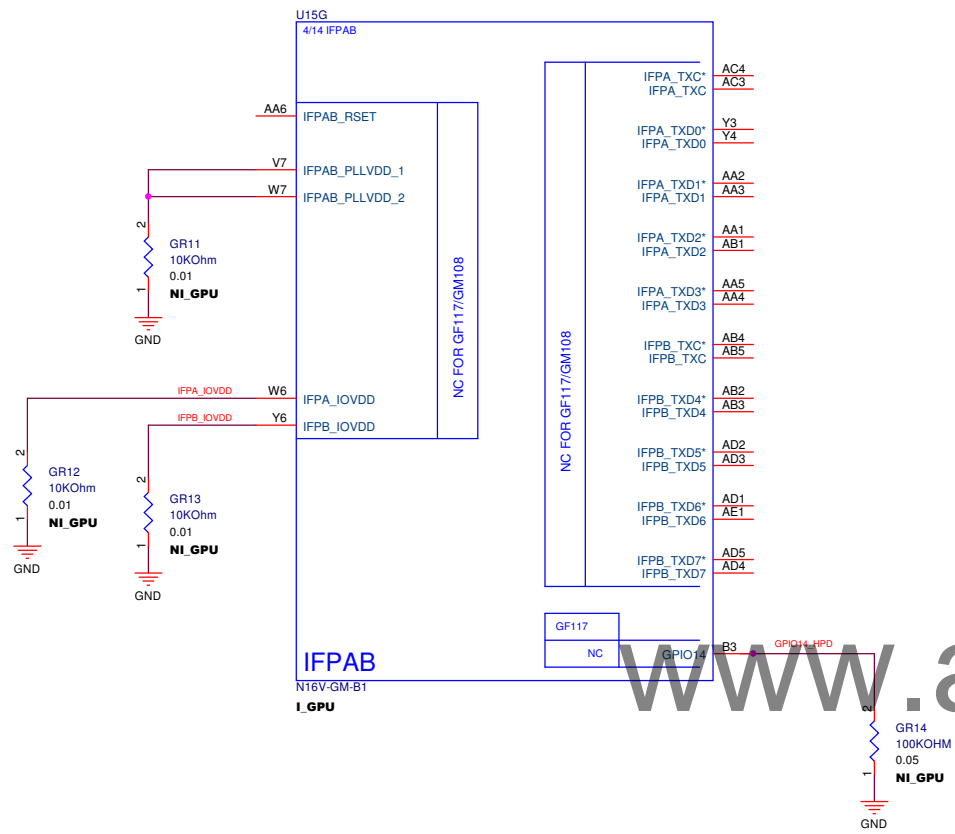 U15G
4/14 IFPAB
AA6
IFPAB_RSET
V7
IFPAB_PLLVDD_1
W7
IFPAB_PLLVDD_2
2
GR11
10KOhm
0.01
1
NI_GPU
GND
NC FOR GF117/GM108
IFPA_IOVDD
W6
IFPA_IOVDD
IFPB_IOVDD
Y6
IFPB_IOVDD
2
GR12
10KOhm
0.01
1
NI_GPU
GND
2
GR13
10KOhm
0.01
1
NI_GPU
GND
NC FOR GF117/GM108
IFPA_TXC*
AC4
IFPA_TXC
AC3
IFPA_TXD0*
Y3
IFPA_TXD0
Y4
IFPA_TXD1*
AA2
IFPA_TXD1
AA3
IFPA_TXD2*
AA1
IFPA_TXD2
AB1
IFPA_TXD3*
AA5
IFPA_TXD3
AA4
IFPB_TXC*
AB4
IFPB_TXC
AB5
IFPB_TXD4*
AB2
IFPB_TXD4
AB3
IFPB_TXD5*
AD2
IFPB_TXD5
AD3
IFPB_TXD6*
AD1
IFPB_TXD6
AE1
IFPB_TXD7*
AD5
IFPB_TXD7
AD4
GF117
NC
GPIO14
B3
GPIO14_HPD
IFPAB
N16V-GM-B1
I_GPU
www.a
2
GR14
100KOHM
0.05
1
NI_GPU
GND